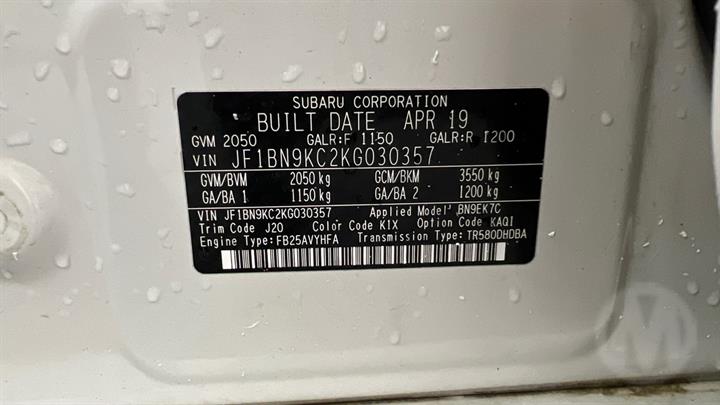 SUBARU CORPORATION
BUILT DATE APR 19
GVM 2050 GALR:F 1150 GALR:R 1200
VIN JF1BN9KC2KG030357
GVM/BVM 2050 kg GCM/BKM 3550 kg
GA/BA 1 1150 kg GA/BA 2 1200 kg
VIN JF1BN9KC2KG030357 Applied Model BN9EK7C
Trim Code J20 Color Code K1X Option Code KAQI
Engine Type: FB25AVYHFA Transmission Type: TR580DHDBA
M